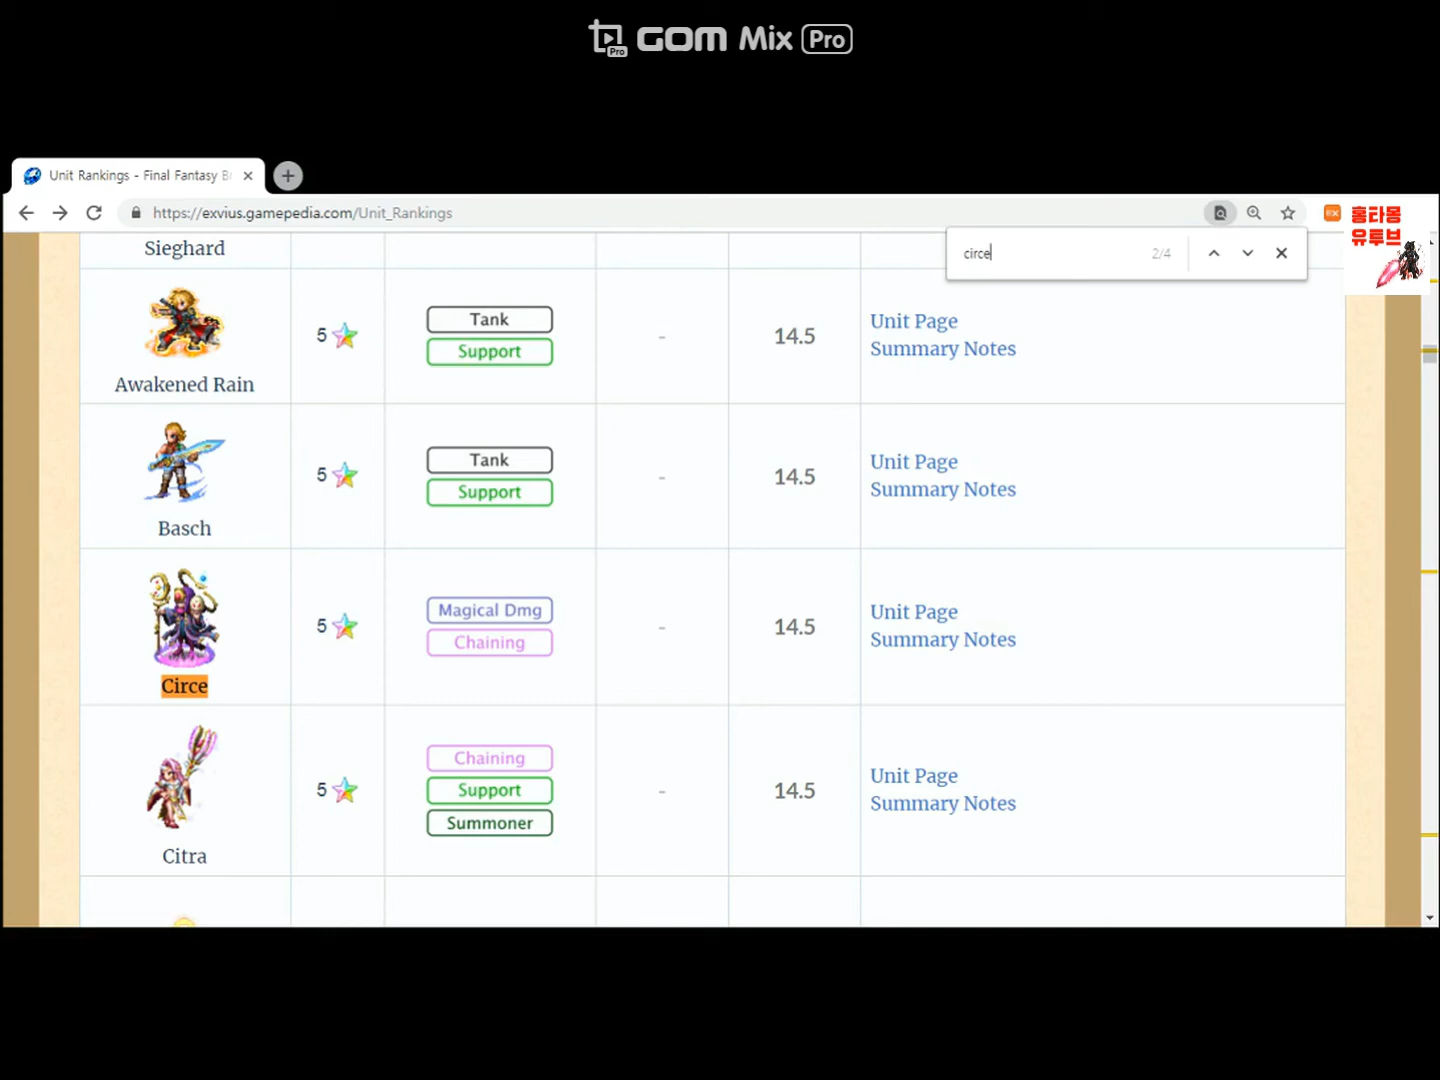 GOM Mix Pro
Unit Rankings - Final Fantasy Br
https://exvius.gamepedia.com/Unit_Rankings
홍타몽
유투브
circe 2/4
Sieghard
Awakened Rain
5
Tank
Support
-
14.5
Unit Page
Summary Notes
Basch
5
Tank
Support
-
14.5
Unit Page
Summary Notes
Circe
5
Magical Dmg
Chaining
-
14.5
Unit Page
Summary Notes
Citra
5
Chaining
Support
Summoner
-
14.5
Unit Page
Summary Notes